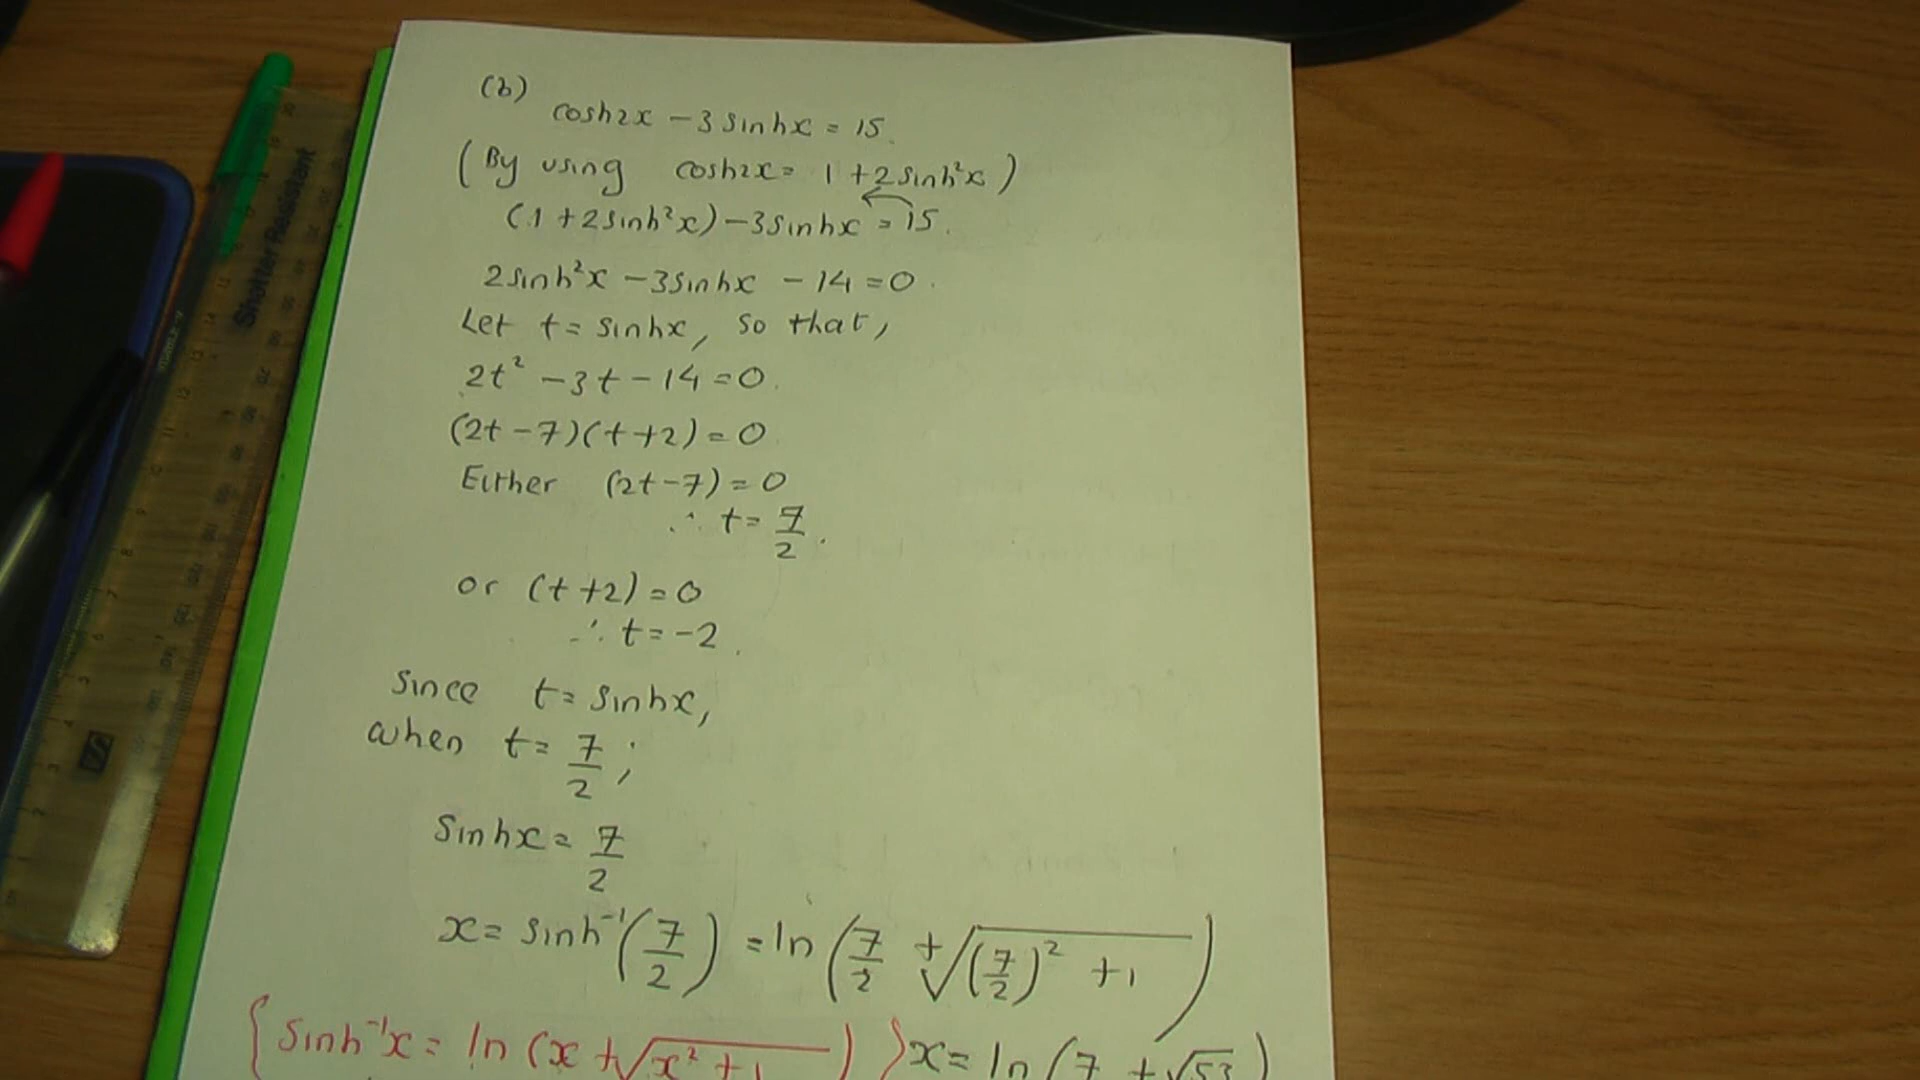 (b)
cosh2x - 3sinhx = 15.
(By using cosh2x = 1 + 2sinh²x)
(1 + 2sinh²x) - 3sinhx = 15.
2sinh²x - 3sinhx - 14 = 0.
Let t = sinhx, so that,
2t² - 3t - 14 = 0.
(2t - 7)(t + 2) = 0
Either (2t - 7) = 0
∴ t = 7/2.
or (t + 2) = 0
∴ t = -2.
Since t = sinhx,
when t = 7/2;
Sinhx = 7/2
x = sinh⁻¹(7/2) = ln(7/2 + √((7/2)² + 1))
{sinh⁻¹x = ln(x + √(x² + 1)} x = ln(7 + √53)
Shatter Resistant